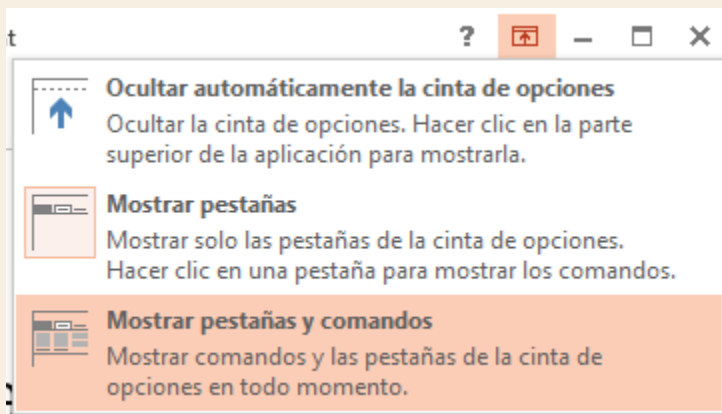 t ?
Ocultar automáticamente la cinta de opciones
Ocultar la cinta de opciones. Hacer clic en la parte
superior de la aplicación para mostrarla.
Mostrar pestañas
Mostrar solo las pestañas de la cinta de opciones.
Hacer clic en una pestaña para mostrar los comandos.
Mostrar pestañas y comandos
Mostrar comandos y las pestañas de la cinta de
opciones en todo momento.